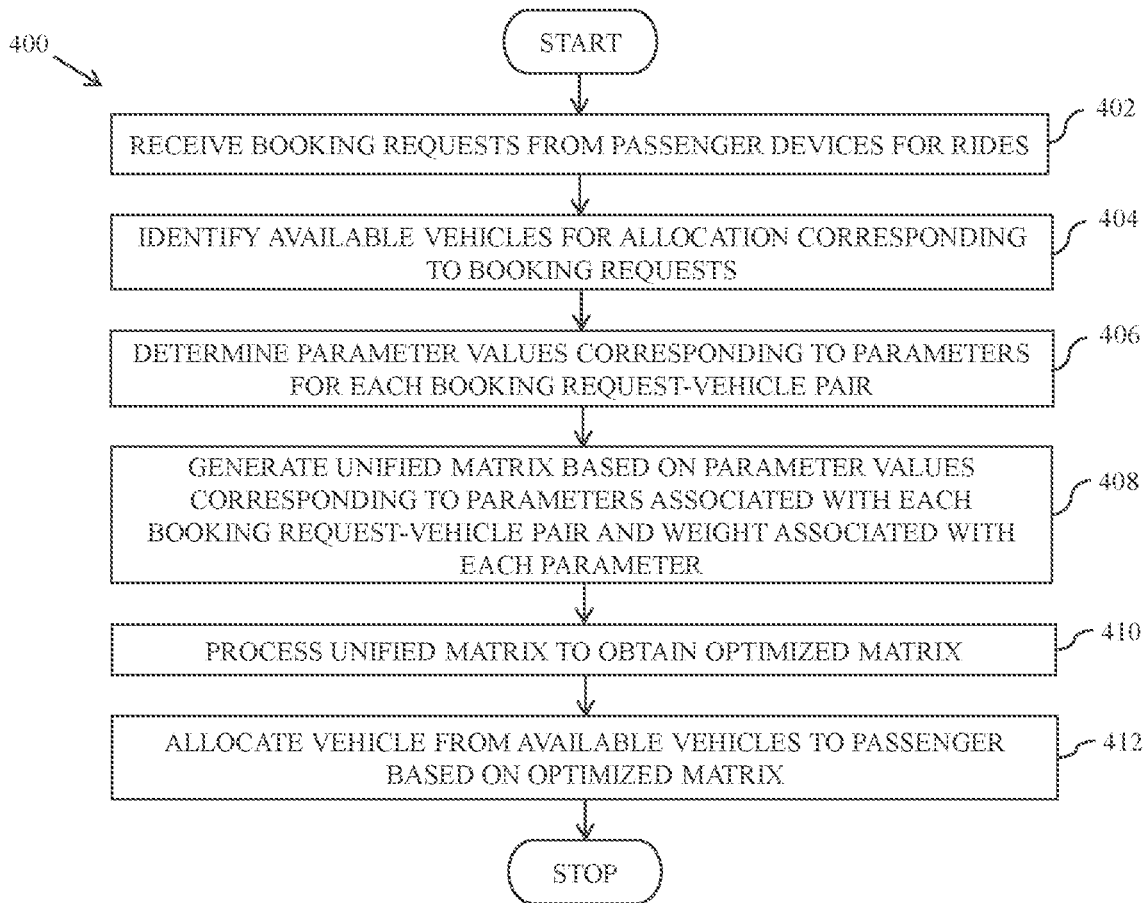 400
START
RECEIVE BOOKING REQUESTS FROM PASSENGER DEVICES FOR RIDES
402
IDENTIFY AVAILABLE VEHICLES FOR ALLOCATION CORRESPONDING
TO BOOKING REQUESTS
404
DETERMINE PARAMETER VALUES CORRESPONDING TO PARAMETERS
FOR EACH BOOKING REQUEST-VEHICLE PAIR
406
GENERATE UNIFIED MATRIX BASED ON PARAMETER VALUES
CORRESPONDING TO PARAMETERS ASSOCIATED WITH EACH
BOOKING REQUEST-VEHICLE PAIR AND WEIGHT ASSOCIATED WITH
EACH PARAMETER
408
PROCESS UNIFIED MATRIX TO OBTAIN OPTIMIZED MATRIX
410
ALLOCATE VEHICLE FROM AVAILABLE VEHICLES TO PASSENGER
BASED ON OPTIMIZED MATRIX
412
STOP